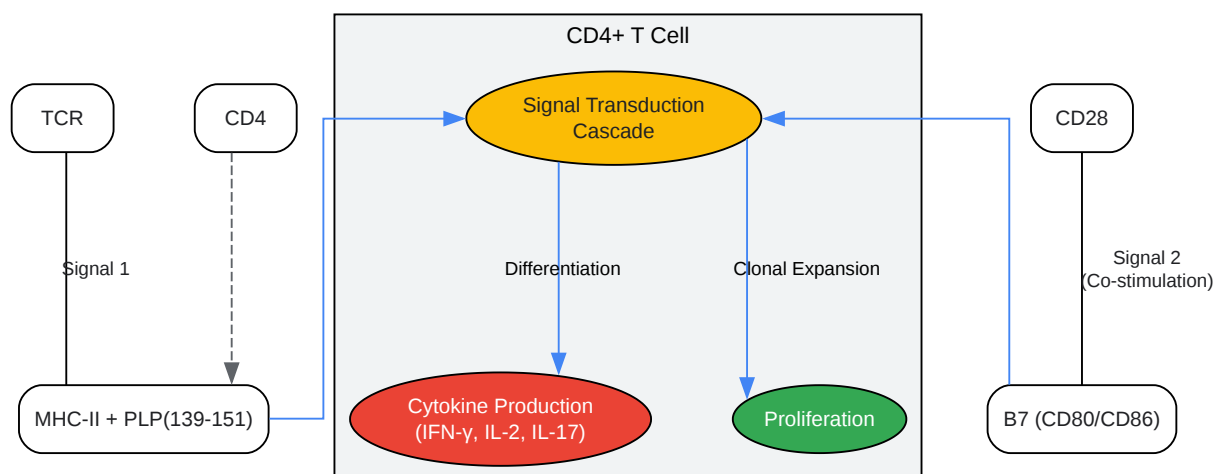 CD4+ T Cell
TCR
CD4
Signal Transduction
Cascade
CD28
Signal 1
Differentiation
Clonal Expansion
Signal 2
(Co-stimulation)
MHC-II + PLP(139-151)
Cytokine Production
(IFN-γ, IL-2, IL-17)
Proliferation
B7 (CD80/CD86)